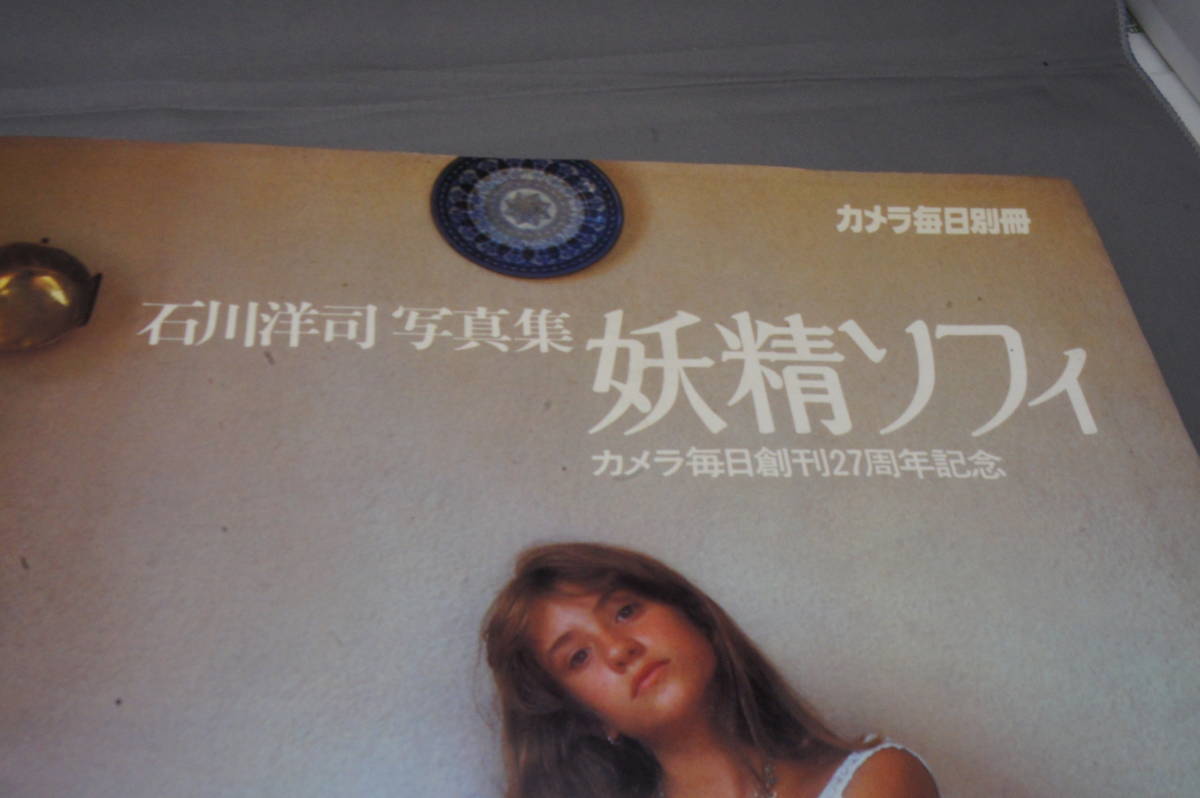 カメラ毎日別冊
石川洋司 写真集 妖精ソフィ
カメラ毎日創刊27周年記念